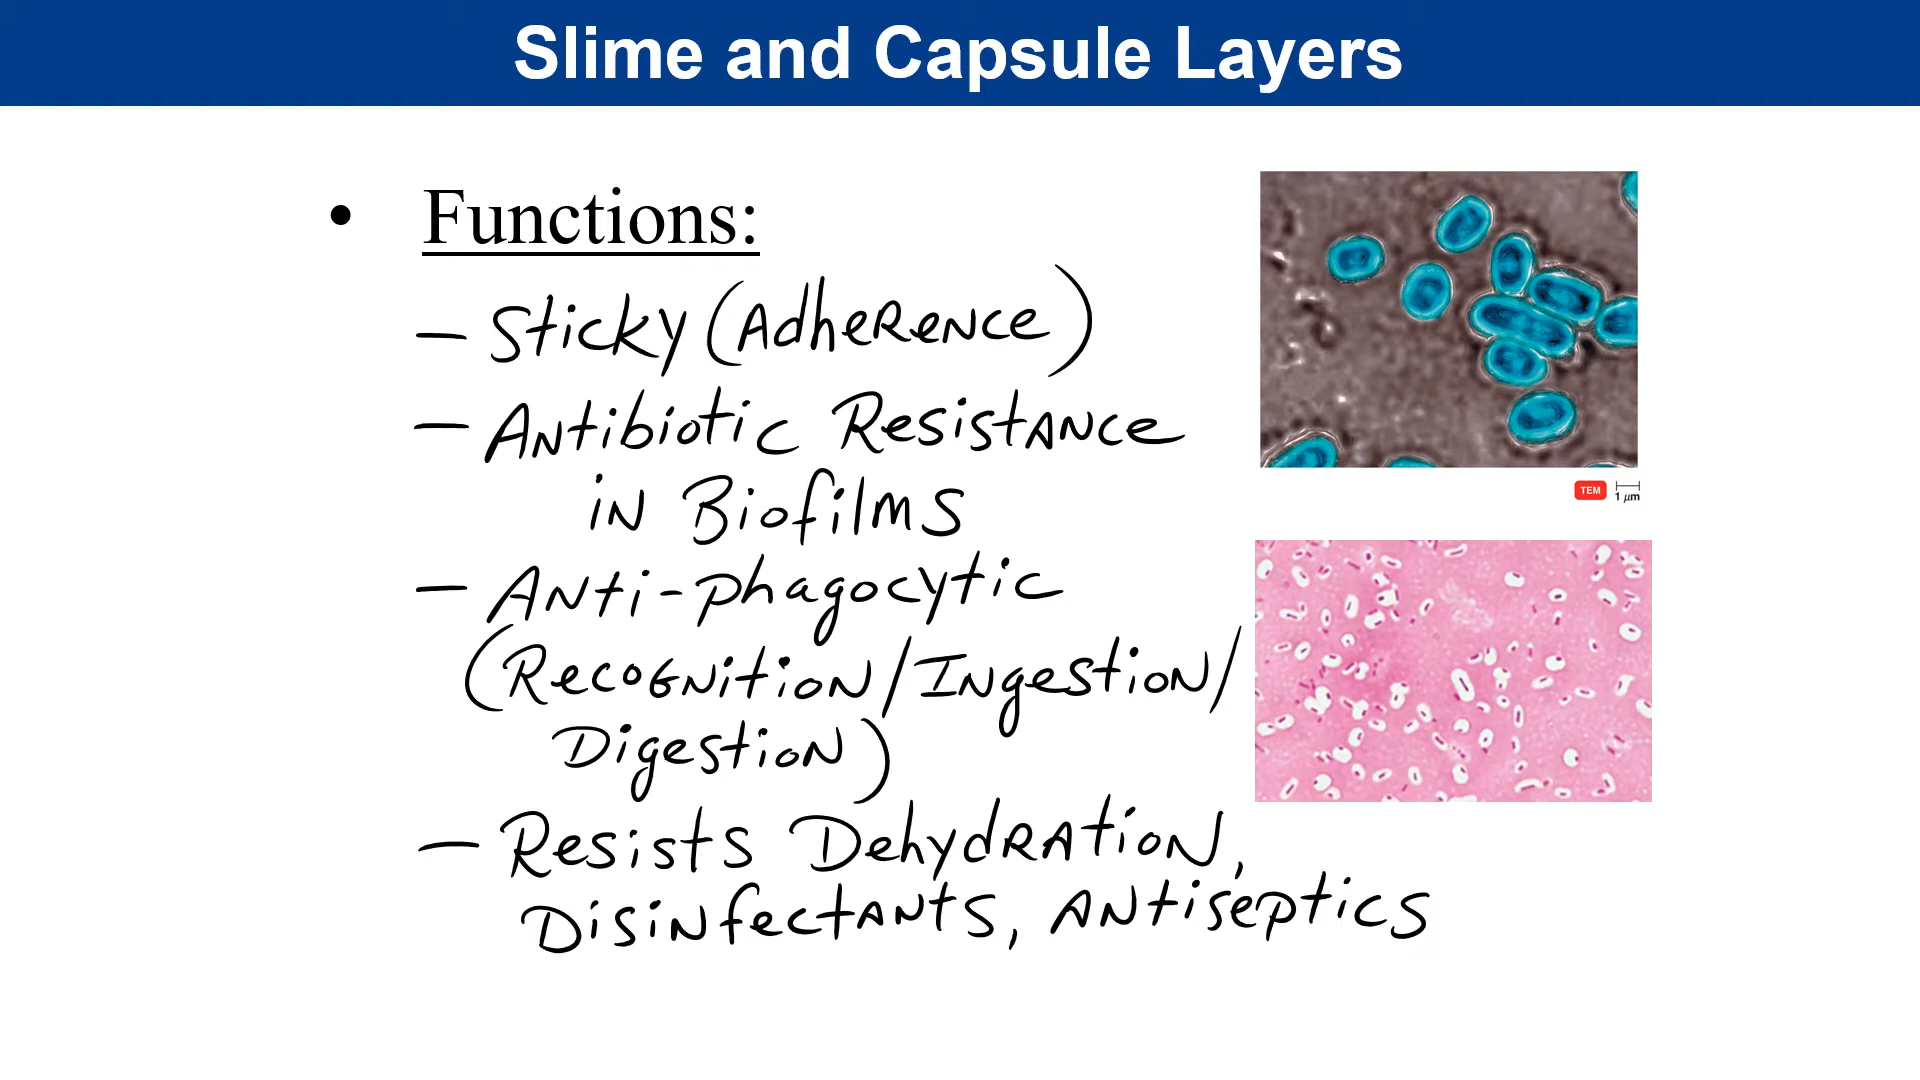 Slime and Capsule Layers
• Functions:
– Sticky (Adherence)
– Antibiotic Resistance
in Biofilms
– Anti-phagocytic
(Recognition/Ingestion/
Digestion)
– Resists Dehydration,
Disinfectants, Antiseptics
TEM 1 μm